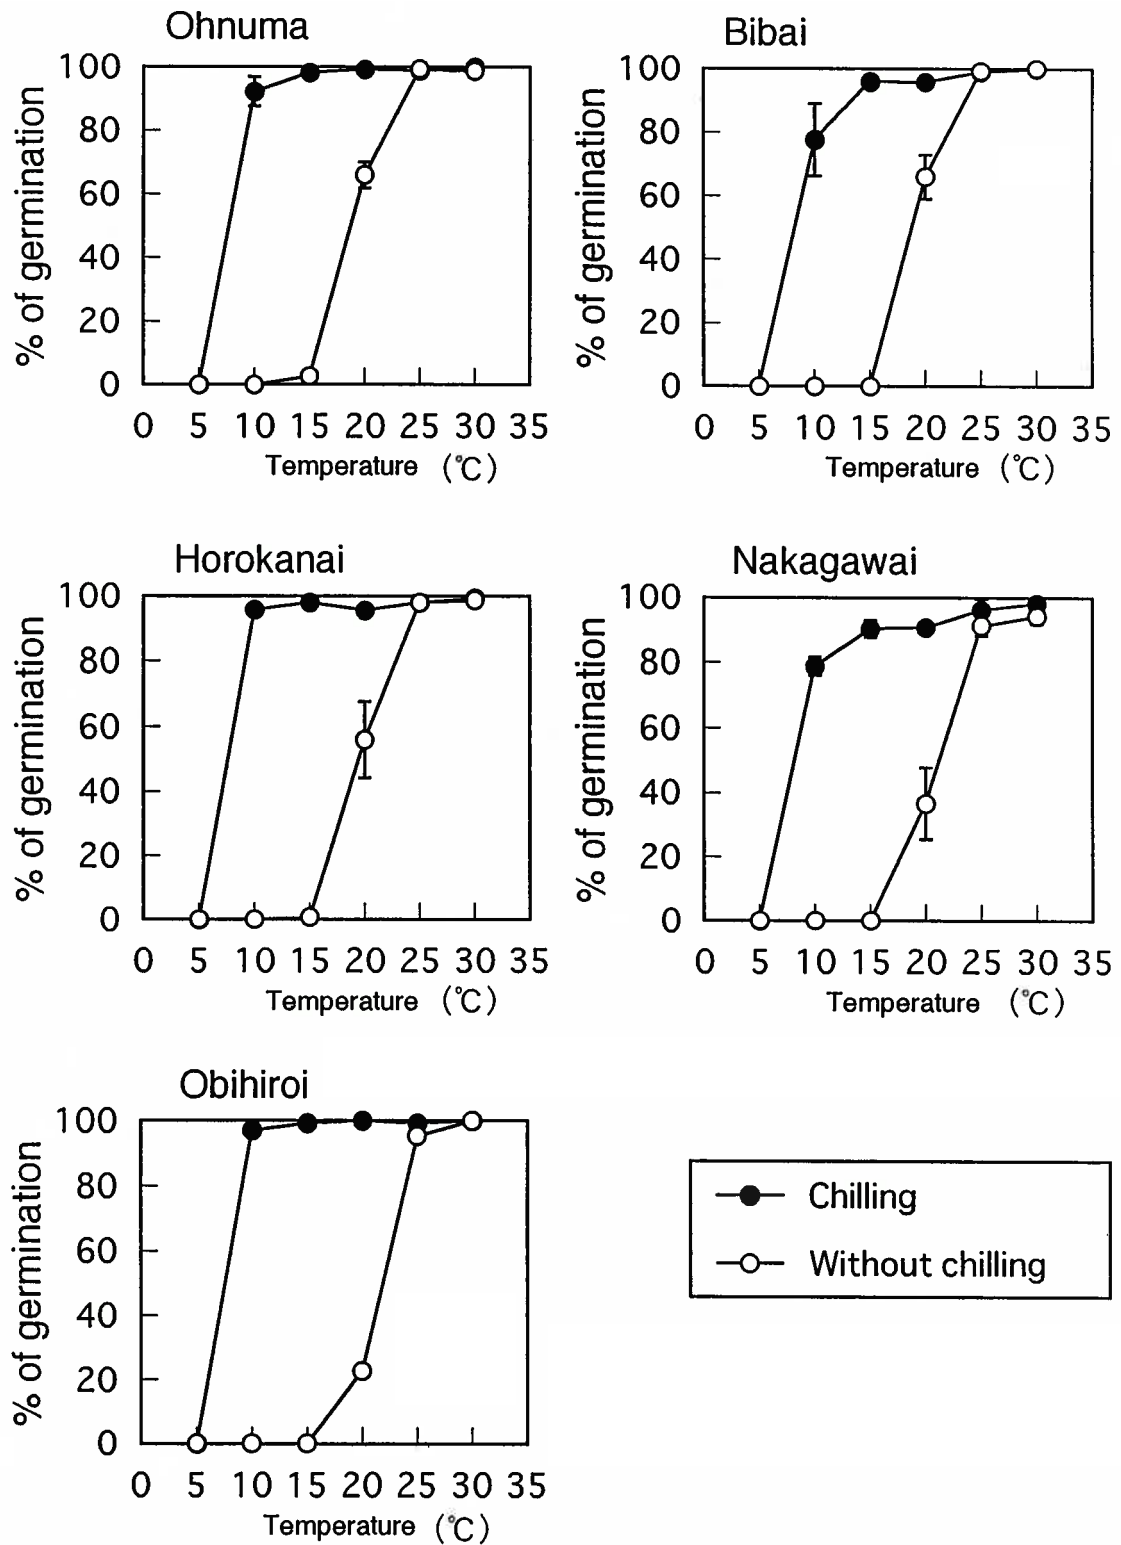 Ohnuma
% of germination
100
80
60
40
20
0
0 5 10 15 20 25 30 35
Temperature (℃)
Bibai
% of germination
100
80
60
40
20
0
0 5 10 15 20 25 30 35
Temperature (℃)
Horokanai
% of germination
100
80
60
40
20
0
0 5 10 15 20 25 30 35
Temperature (℃)
Nakagawai
% of germination
100
80
60
40
20
0
0 5 10 15 20 25 30 35
Temperature (℃)
Obihiroi
% of germination
100
80
60
40
20
0
0 5 10 15 20 25 30 35
Temperature (℃)
Chilling
Without chilling